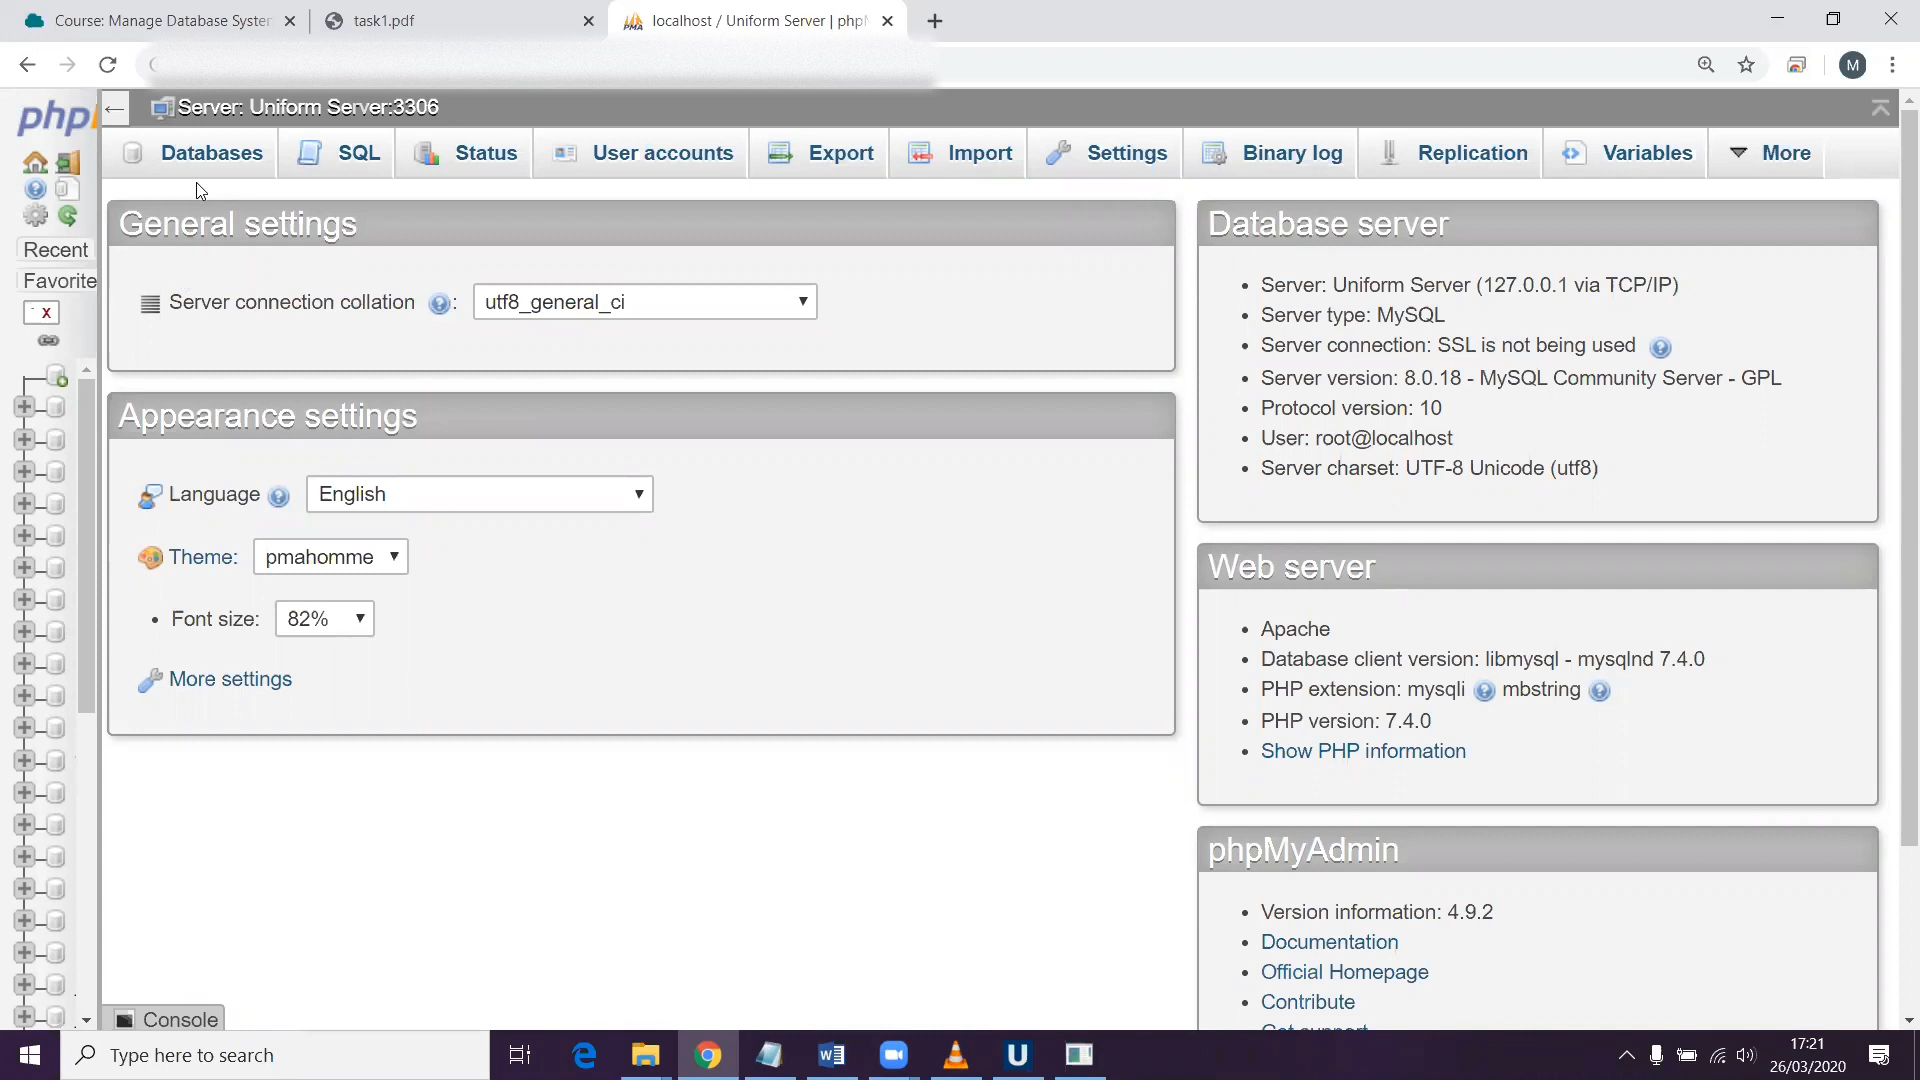 Course: Manage Database Syster
task1.pdf
localhost / Uniform Server | phpM
M
php
Server: Uniform Server:3306
Databases
SQL
Status
User accounts
Export
Import
Settings
Binary log
Replication
Variables
More
Recent
Favorite
x
General settings
Server connection collation :
utf8_general_ci
Appearance settings
Language
English
Theme:
pmahomme
Font size:
82%
More settings
Console
Database server
Server: Uniform Server (127.0.0.1 via TCP/IP)
Server type: MySQL
Server connection: SSL is not being used
Server version: 8.0.18 - MySQL Community Server - GPL
Protocol version: 10
User: root@localhost
Server charset: UTF-8 Unicode (utf8)
Web server
Apache
Database client version: libmysql - mysqlnd 7.4.0
PHP extension: mysqli mbstring
PHP version: 7.4.0
Show PHP information
phpMyAdmin
Version information: 4.9.2
Documentation
Official Homepage
Contribute
Get support
Type here to search
17:21
26/03/2020